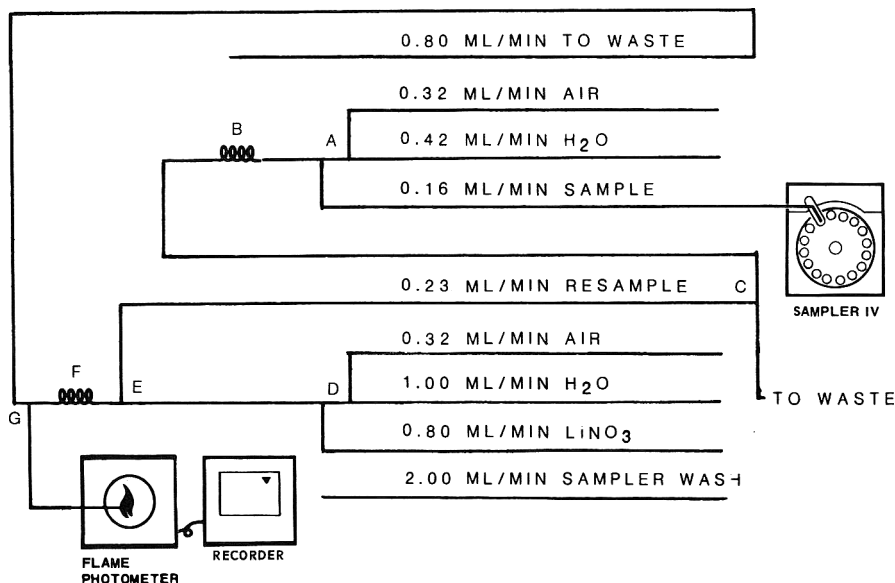 0.80 ML/MIN TO WASTE
0.32 ML/MIN AIR
B
A
0.42 ML/MIN H₂O
0.16 ML/MIN SAMPLE
SAMPLER IV
0.23 ML/MIN RESAMPLE
C
0.32 ML/MIN AIR
F
E
D
1.00 ML/MIN H₂O
TO WASTE
G
0.80 ML/MIN LiNO₃
2.00 ML/MIN SAMPLER WASH
FLAME
PHOTOMETER
RECORDER